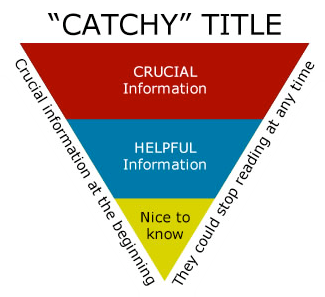 “CATCHY” TITLE
CRUCIAL
Information
HELPFUL
Information
Nice to
know
Crucial information at the beginning
They could stop reading at any time